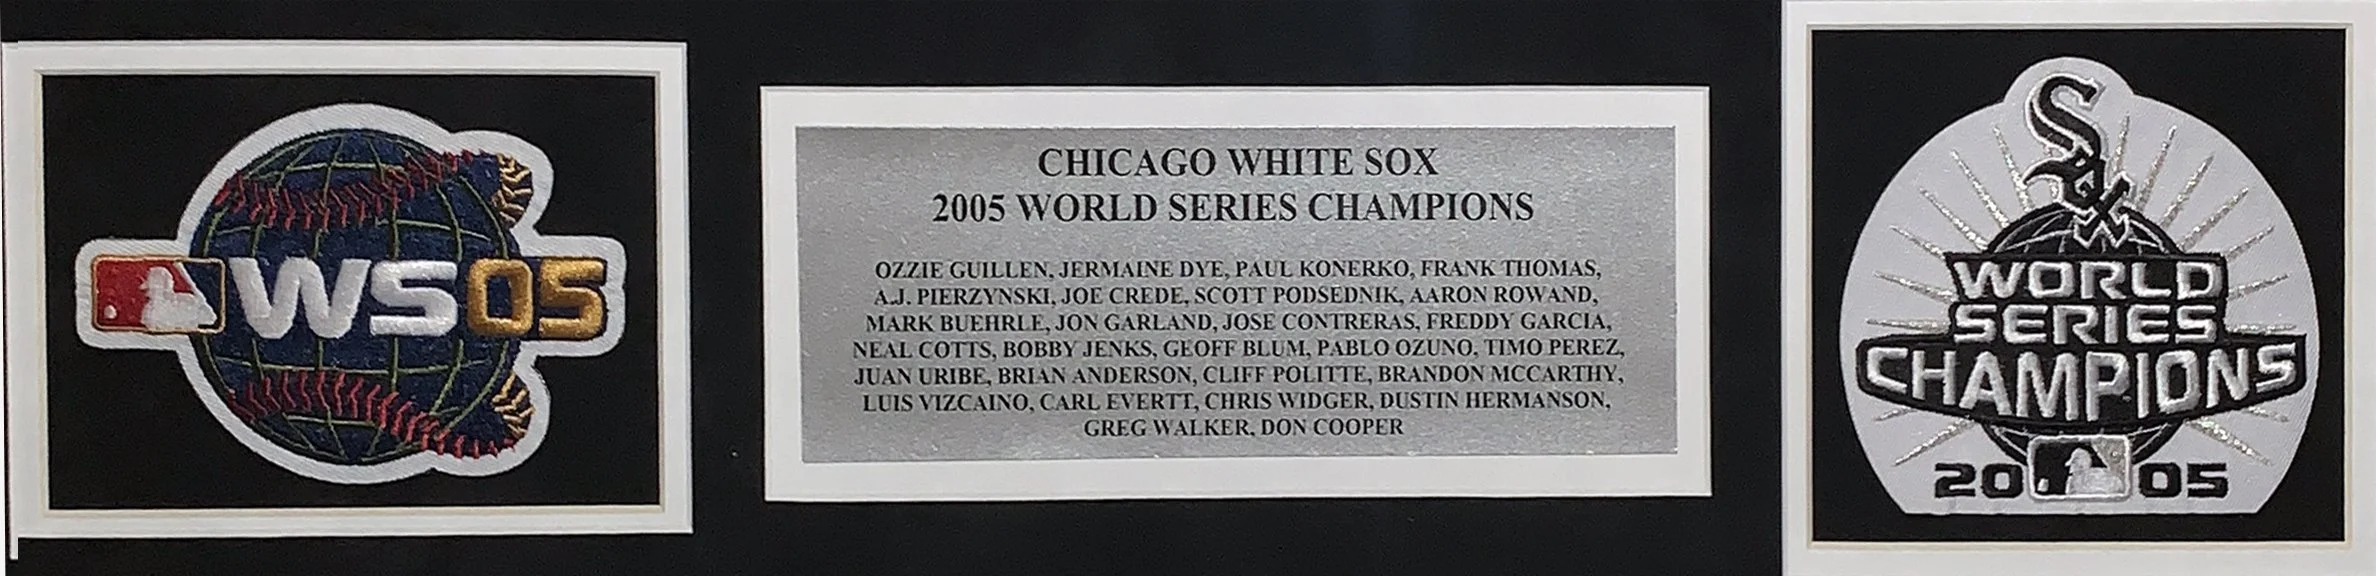 WS05
CHICAGO WHITE SOX
2005 WORLD SERIES CHAMPIONS
OZZIE GUILLEN, JERMAINE DYE, PAUL KONERKO, FRANK THOMAS,
A.J. PIERZYNSKI, JOE CREDE, SCOTT PODSEDNIK, AARON ROWAND,
MARK BUEHRLE, JON GARLAND, JOSE CONTRERAS, FREDDY GARCIA,
NEAL COTTS, BOBBY JENKS, GEOFF BLUM, PABLO OZUNO, TIMO PEREZ,
JUAN URIBE, BRIAN ANDERSON, CLIFF POLITTE, BRANDON MCCARTHY,
LUIS VIZCAINO, CARL EVERTT, CHRIS WIDGER, DUSTIN HERMANSON,
GREG WALKER, DON COOPER
Sox
WORLD
SERIES
CHAMPIONS
2005